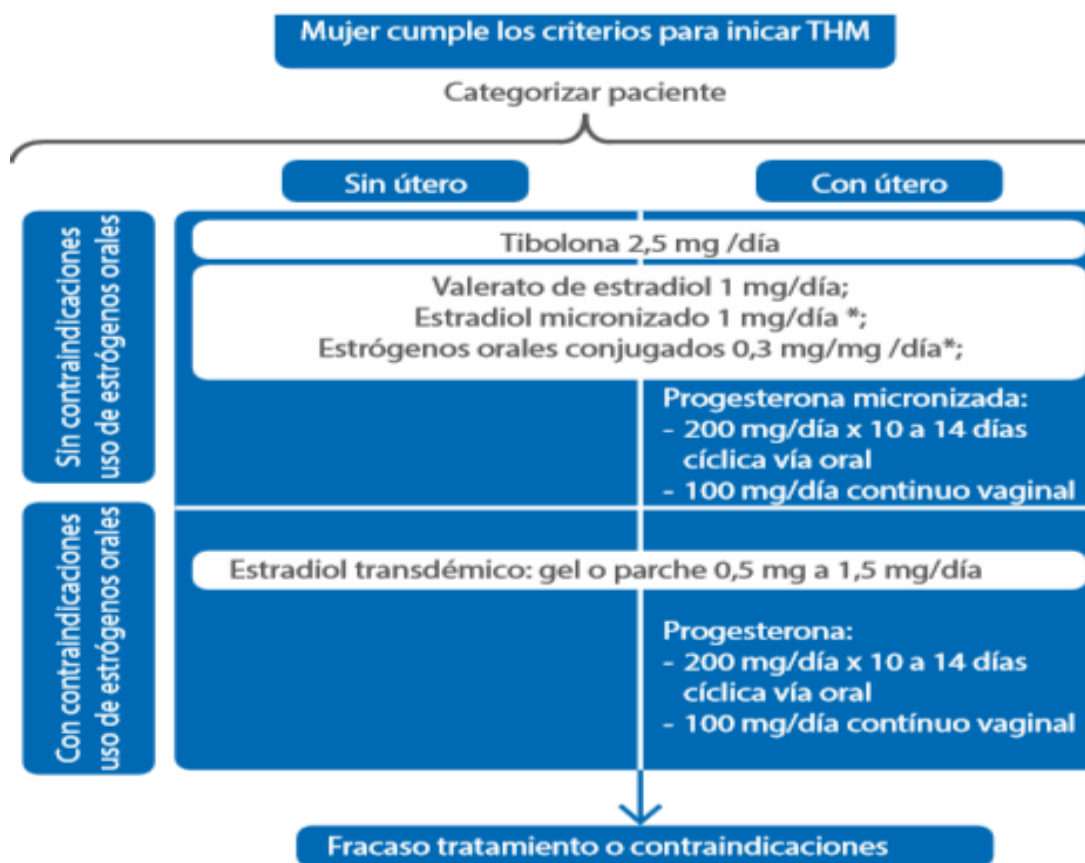 Mujer cumple los criterios para inicar THM
Categorizar paciente
Sin útero
Con útero
Sin contraindicaciones
uso de estrógenos orales
Tibolona 2,5 mg /día
Valerato de estradiol 1 mg/día;
Estradiol micronizado 1 mg/día *;
Estrógenos orales conjugados 0,3 mg/mg /día*;
Progesterona micronizada:
- 200 mg/día x 10 a 14 días
cíclica vía oral
- 100 mg/día continuo vaginal
Con contraindicaciones
uso de estrógenos orales
Estradiol transdémico: gel o parche 0,5 mg a 1,5 mg/día
Progesterona:
- 200 mg/día x 10 a 14 días
cíclica vía oral
- 100 mg/día contínuo vaginal
Fracaso tratamiento o contraindicaciones